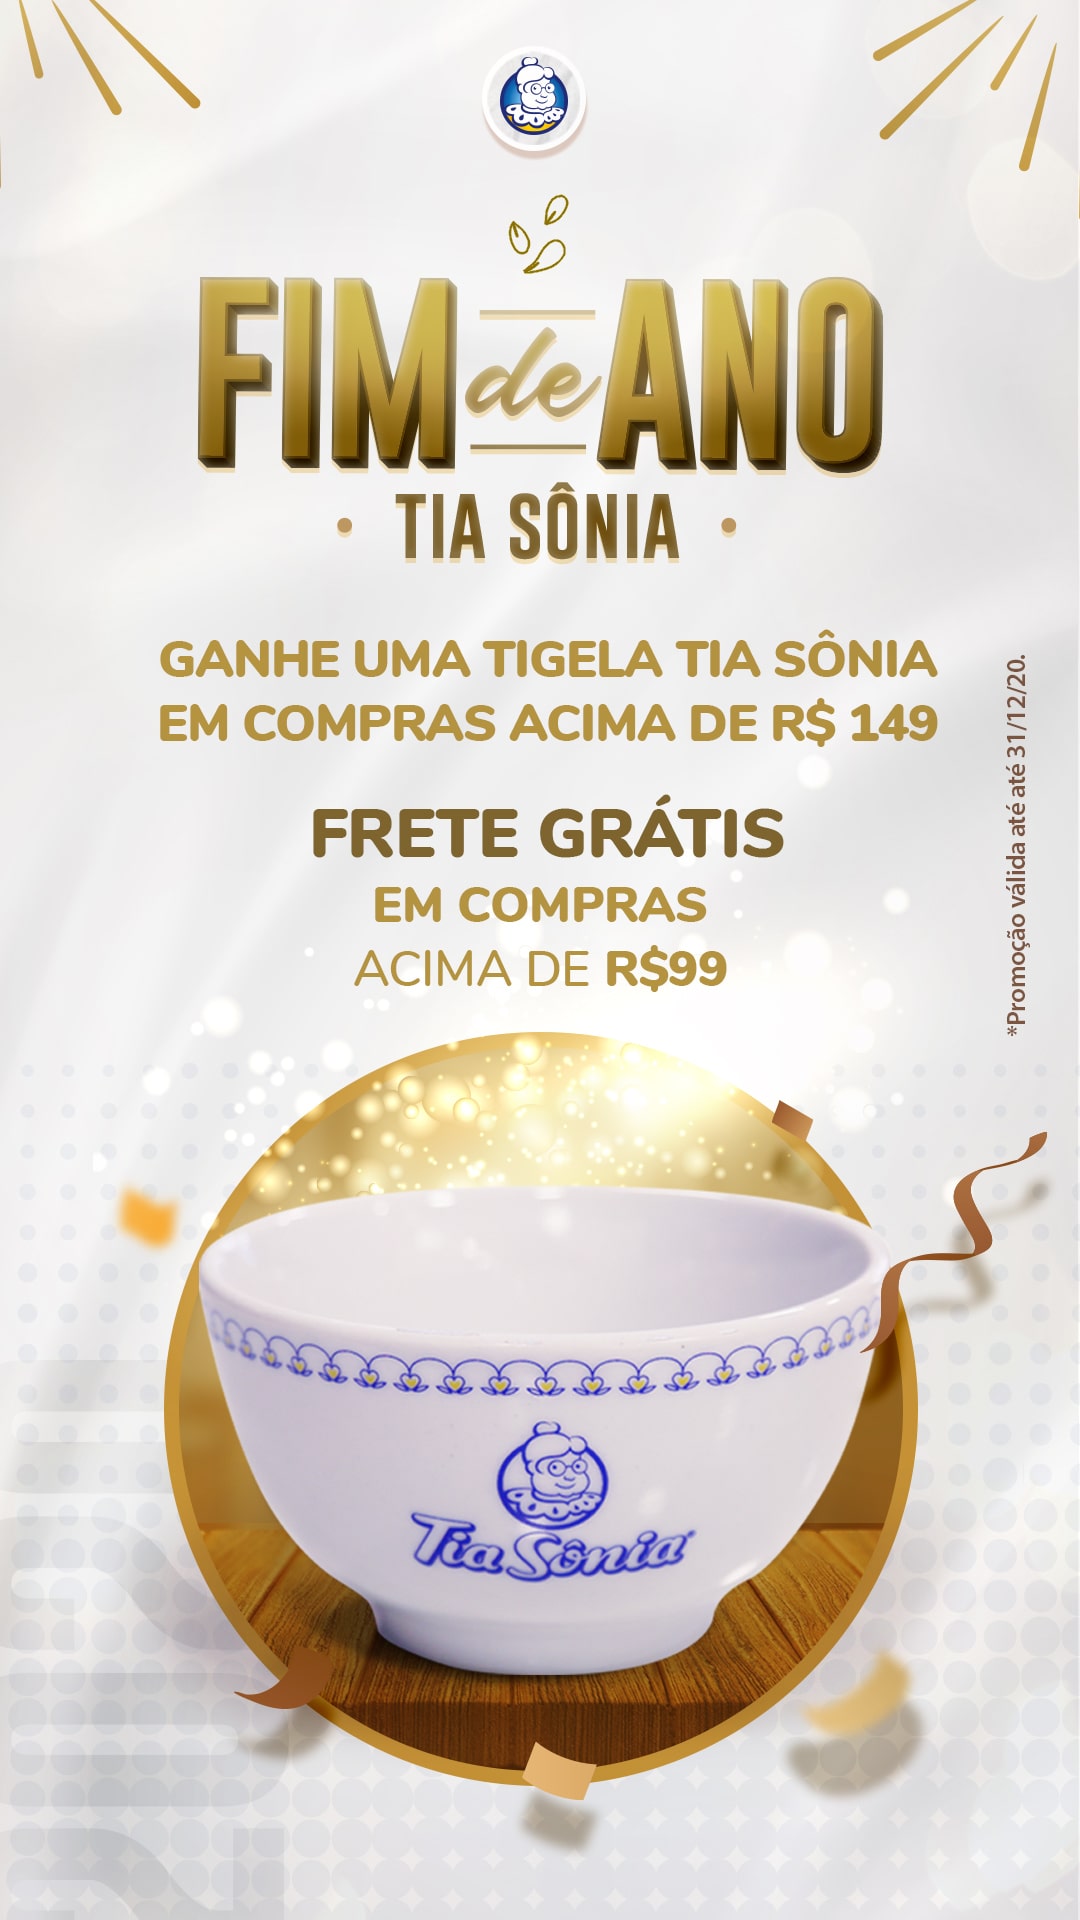 FIM de ANO
• TIA SÔNIA •
GANHE UMA TIGELA TIA SÔNIA
EM COMPRAS ACIMA DE R$ 149
FRETE GRÁTIS
EM COMPRAS
ACIMA DE R$99
*Promoção válida até até 31/12/20.
Tia Sônia